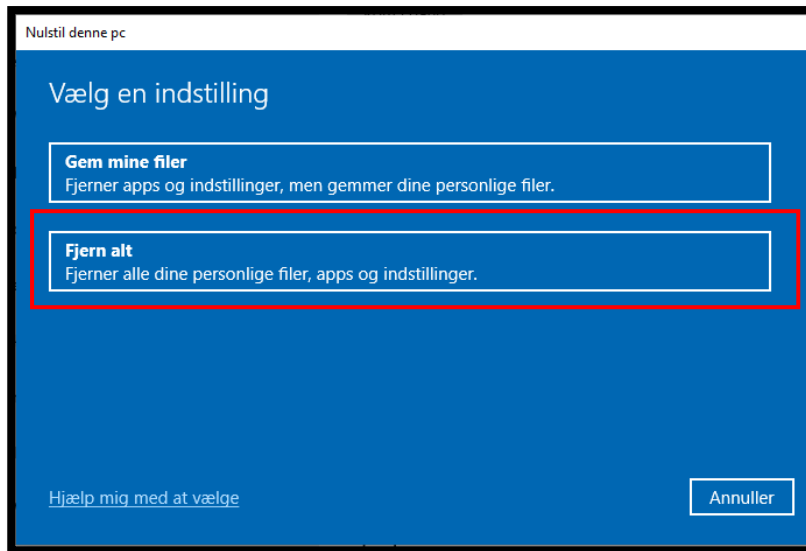 Nulstil denne pc
Vælg en indstilling
Gem mine filer
Fjerner apps og indstillinger, men gemmer dine personlige filer.
Fjern alt
Fjerner alle dine personlige filer, apps og indstillinger.
Hjælp mig med at vælge
Annuller